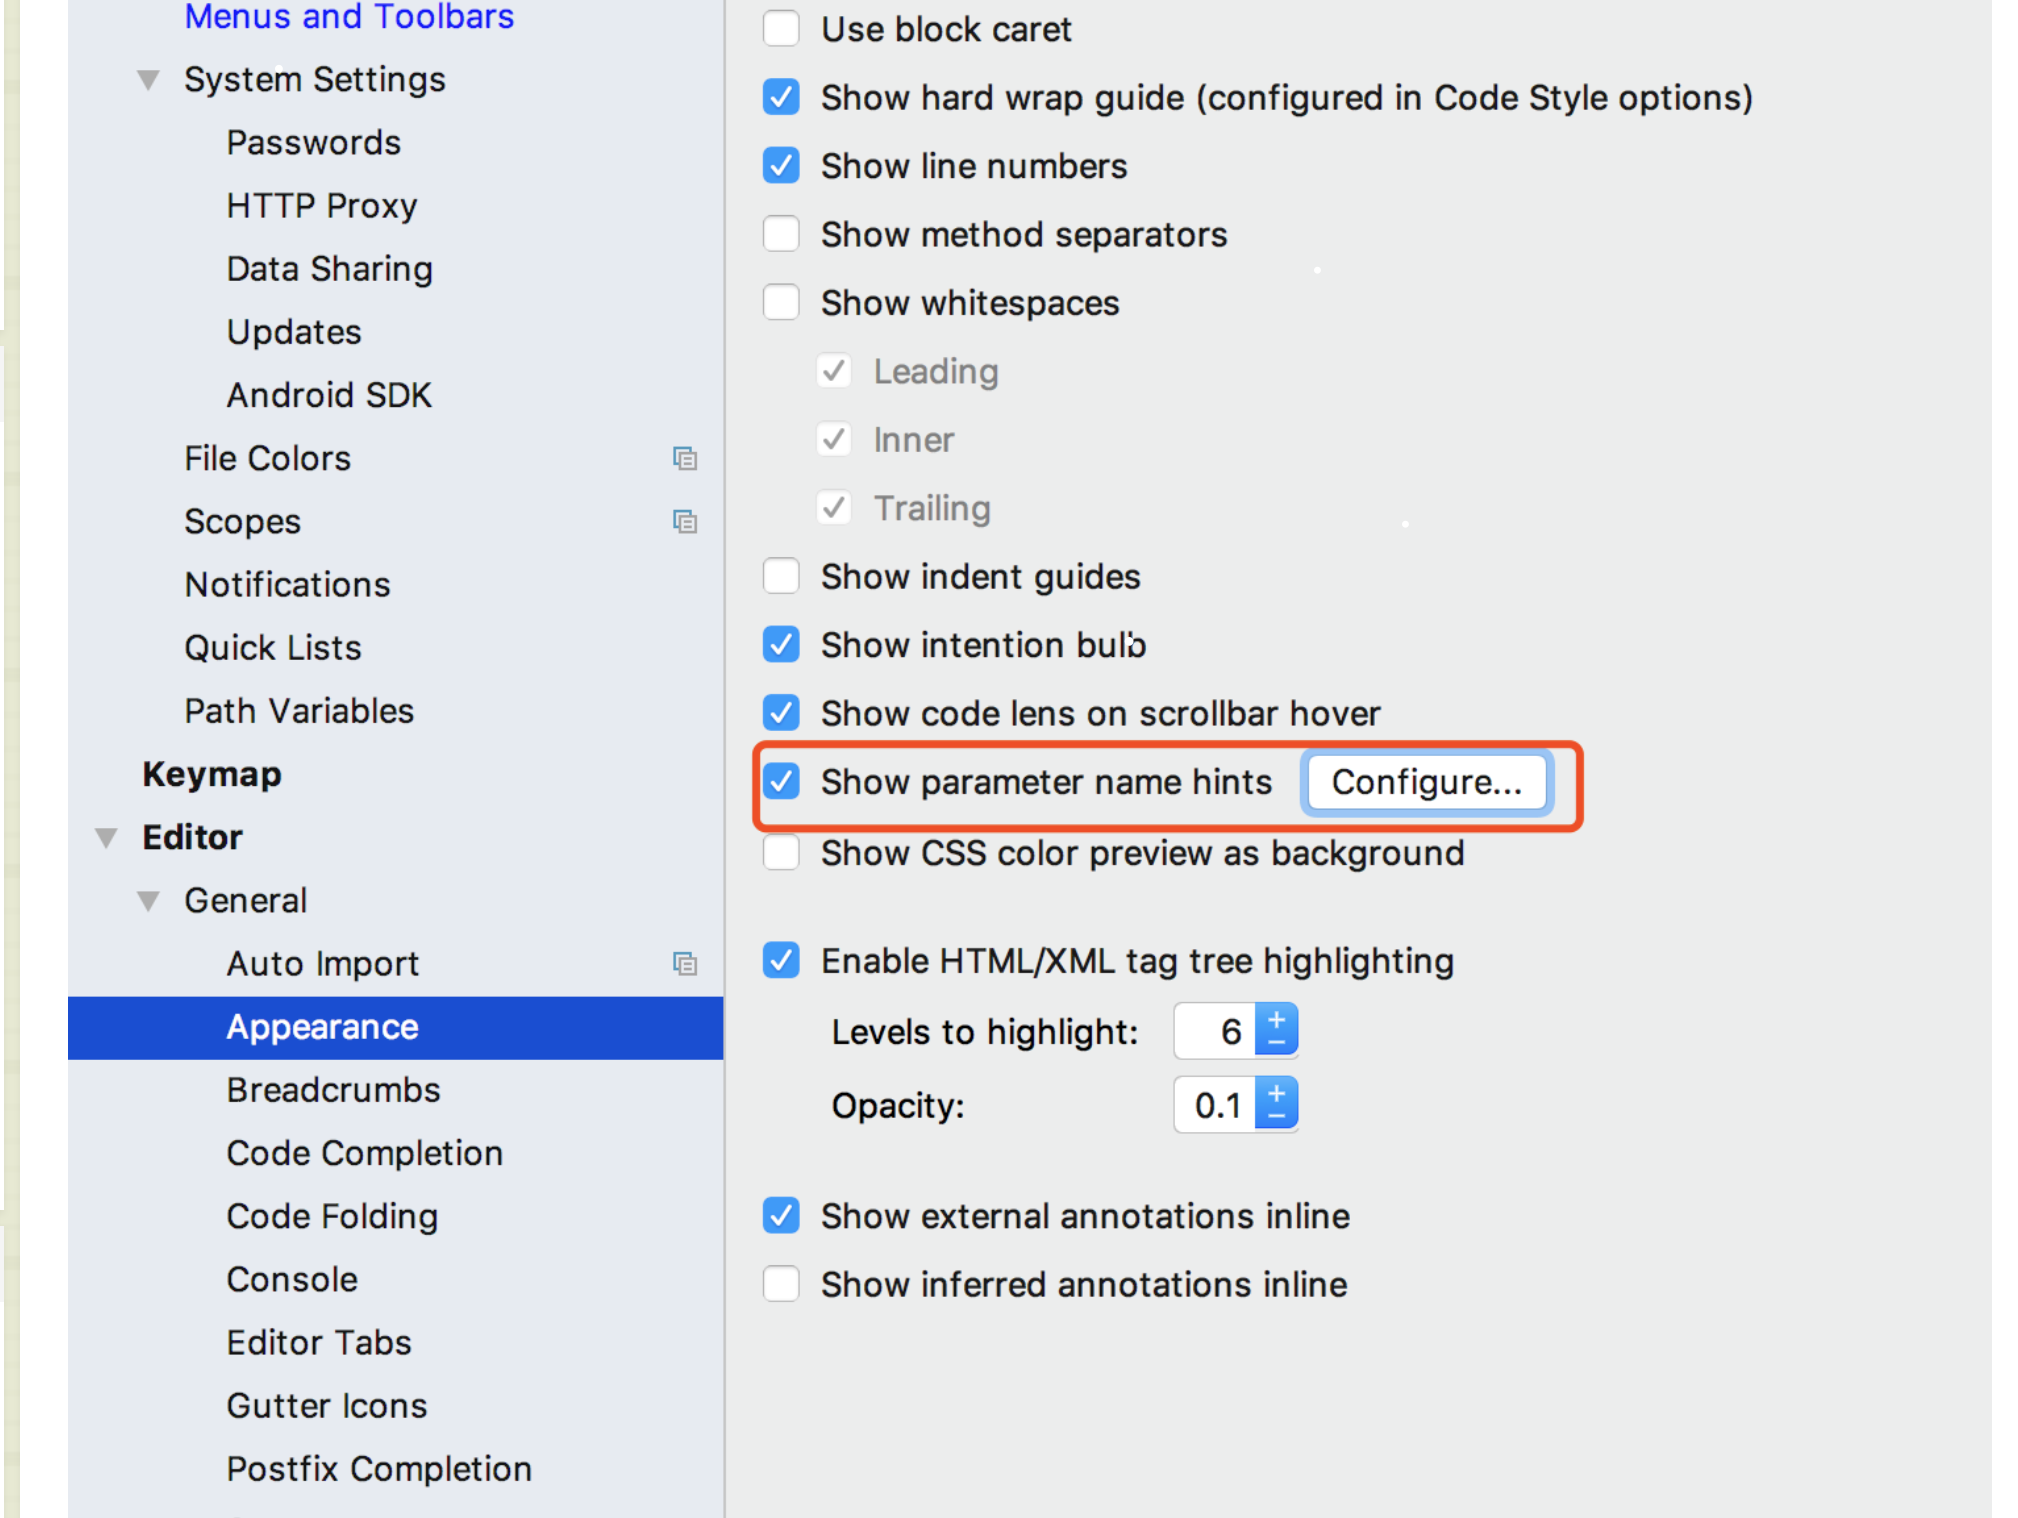 Menus and Toolbars
System Settings
Passwords
HTTP Proxy
Data Sharing
Updates
Android SDK
File Colors
Scopes
Notifications
Quick Lists
Path Variables
Keymap
Editor
General
Auto Import
Appearance
Breadcrumbs
Code Completion
Code Folding
Console
Editor Tabs
Gutter Icons
Postfix Completion
Use block caret
Show hard wrap guide (configured in Code Style options)
Show line numbers
Show method separators
Show whitespaces
Leading
Inner
Trailing
Show indent guides
Show intention bulb
Show code lens on scrollbar hover
Show parameter name hints Configure...
Show CSS color preview as background
Enable HTML/XML tag tree highlighting
Levels to highlight: 6
Opacity: 0.1
Show external annotations inline
Show inferred annotations inline